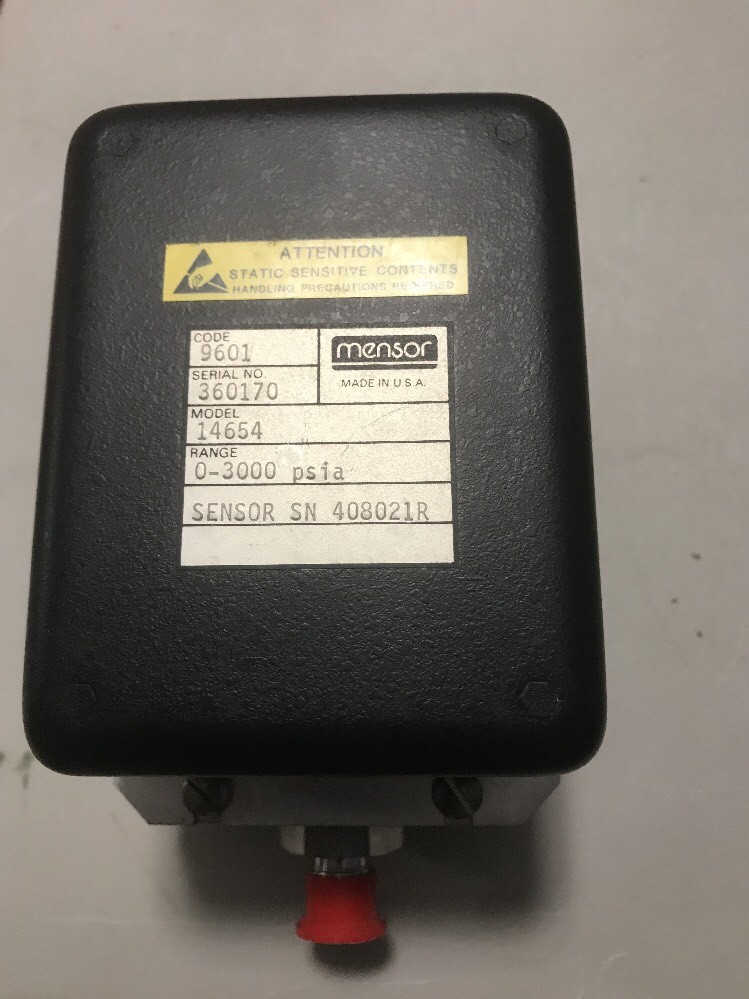 ATTENTION
STATIC SENSITIVE CONTENTS
HANDLING PRECAUTIONS REQUIRED
CODE
9601
mensor
SERIAL NO.
360170
MADE IN U.S.A.
MODEL
14654
RANGE
0-3000 psia
SENSOR SN 408021R